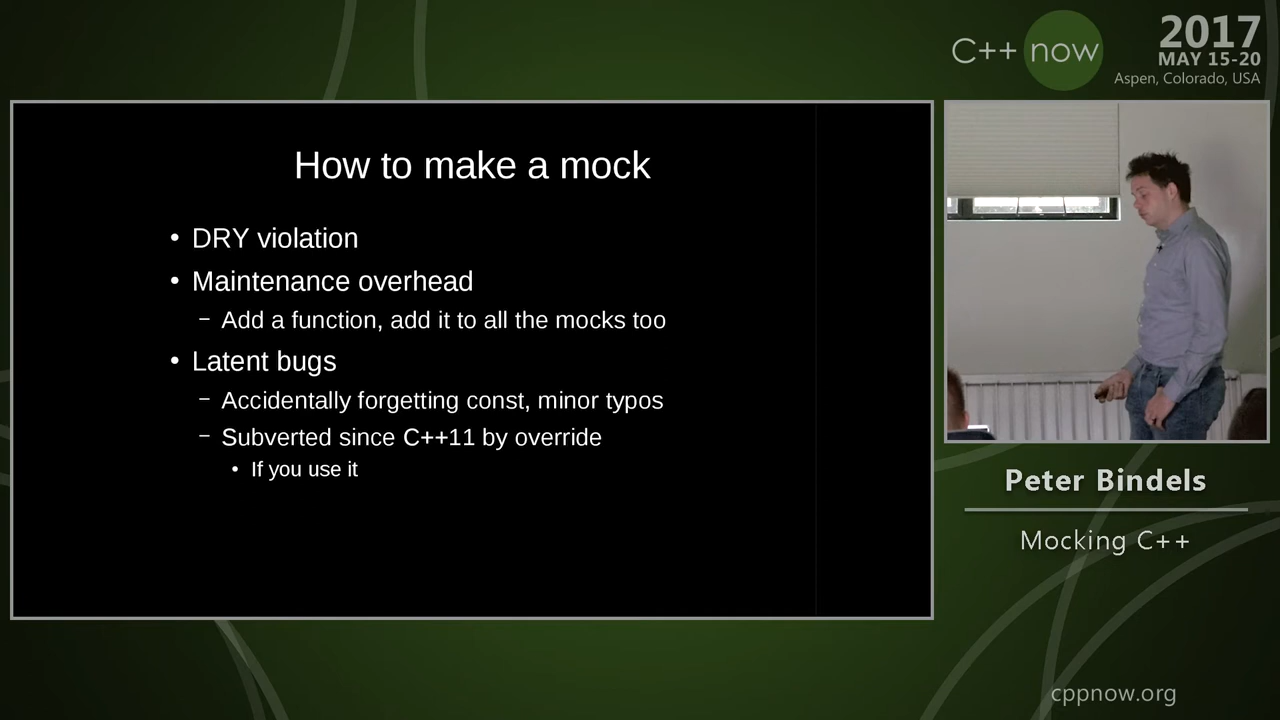 C++ now
2017
MAY 15-20
Aspen, Colorado, USA
How to make a mock
• DRY violation
• Maintenance overhead
– Add a function, add it to all the mocks too
• Latent bugs
– Accidentally forgetting const, minor typos
– Subverted since C++11 by override
• If you use it
Peter Bindels
Mocking C++
cppnow.org